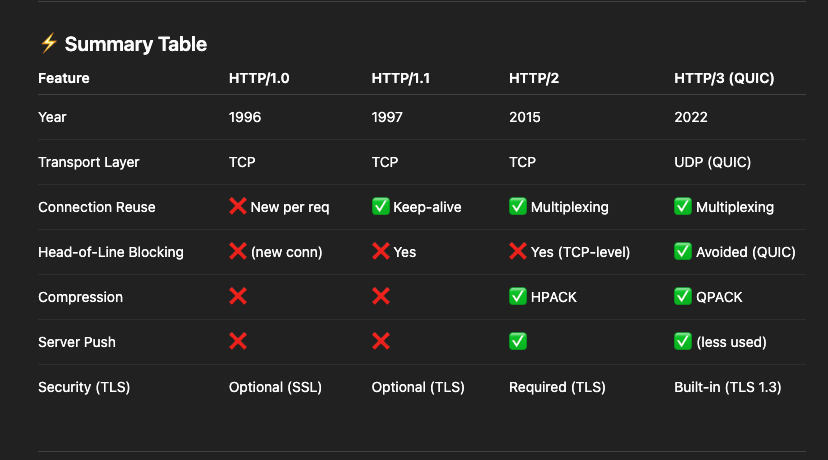 ⚡ Summary Table
Feature HTTP/1.0 HTTP/1.1 HTTP/2 HTTP/3 (QUIC)
Year 1996 1997 2015 2022
Transport Layer TCP TCP TCP UDP (QUIC)
Connection Reuse ❌ New per req ✅ Keep-alive ✅ Multiplexing ✅ Multiplexing
Head-of-Line Blocking ❌ (new conn) ❌ Yes ❌ Yes (TCP-level) ✅ Avoided (QUIC)
Compression ❌ ❌ ✅ HPACK ✅ QPACK
Server Push ❌ ❌ ✅ ✅ (less used)
Security (TLS) Optional (SSL) Optional (TLS) Required (TLS) Built-in (TLS 1.3)